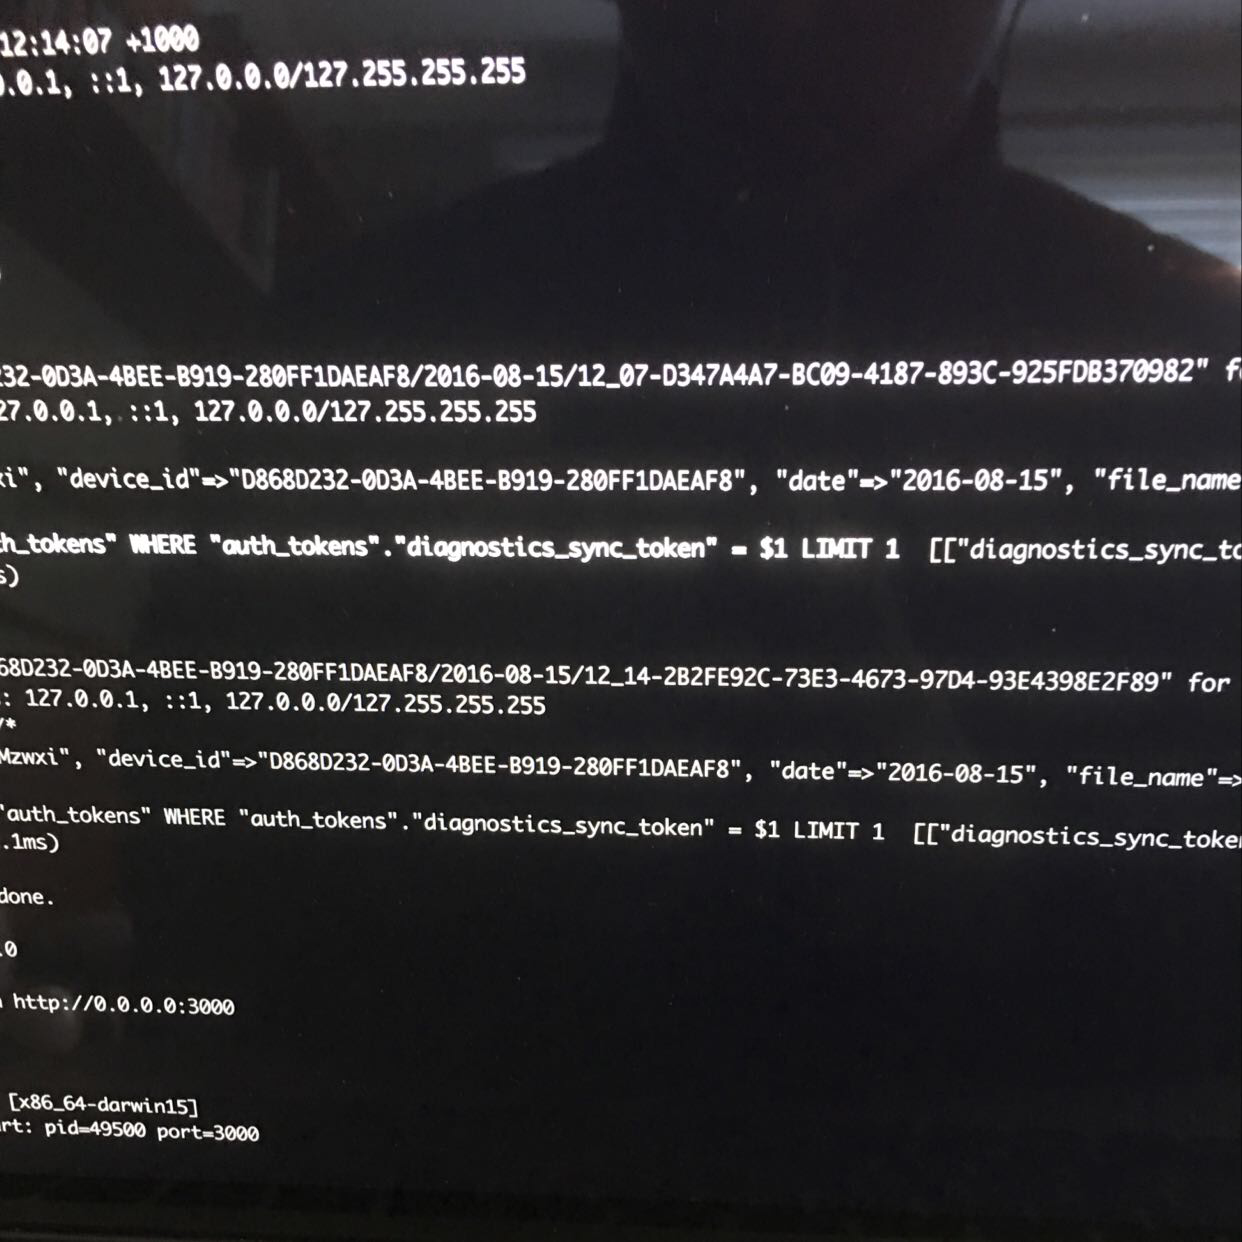 12:14:07 +1000
0.0.1, ::1, 127.0.0.0/127.255.255.255
)
232-0D3A-4BEE-B919-280FF1DAEAF8/2016-08-15/12_07-D347A4A7-BC09-4187-893C-925FDB370982" fo
27.0.0.1, ::1, 127.0.0.0/127.255.255.255
xi", "device_id"=>"D868D232-0D3A-4BEE-B919-280FF1DAEAF8", "date"=>"2016-08-15", "file_name
th_tokens" WHERE "auth_tokens"."diagnostics_sync_token" = $1 LIMIT 1 [["diagnostics_sync_to
s)
68D232-0D3A-4BEE-B919-280FF1DAEAF8/2016-08-15/12_14-2B2FE92C-73E3-4673-97D4-93E4398E2F89" for
: 127.0.0.1, ::1, 127.0.0.0/127.255.255.255
/*
Mzwxi", "device_id"=>"D868D232-0D3A-4BEE-B919-280FF1DAEAF8", "date"=>"2016-08-15", "file_name"=>
"auth_tokens" WHERE "auth_tokens"."diagnostics_sync_token" = $1 LIMIT 1 [["diagnostics_sync_token
.1ms)
done.
.0
http://0.0.0.0:3000
[x86_64-darwin15]
rt: pid=49500 port=3000